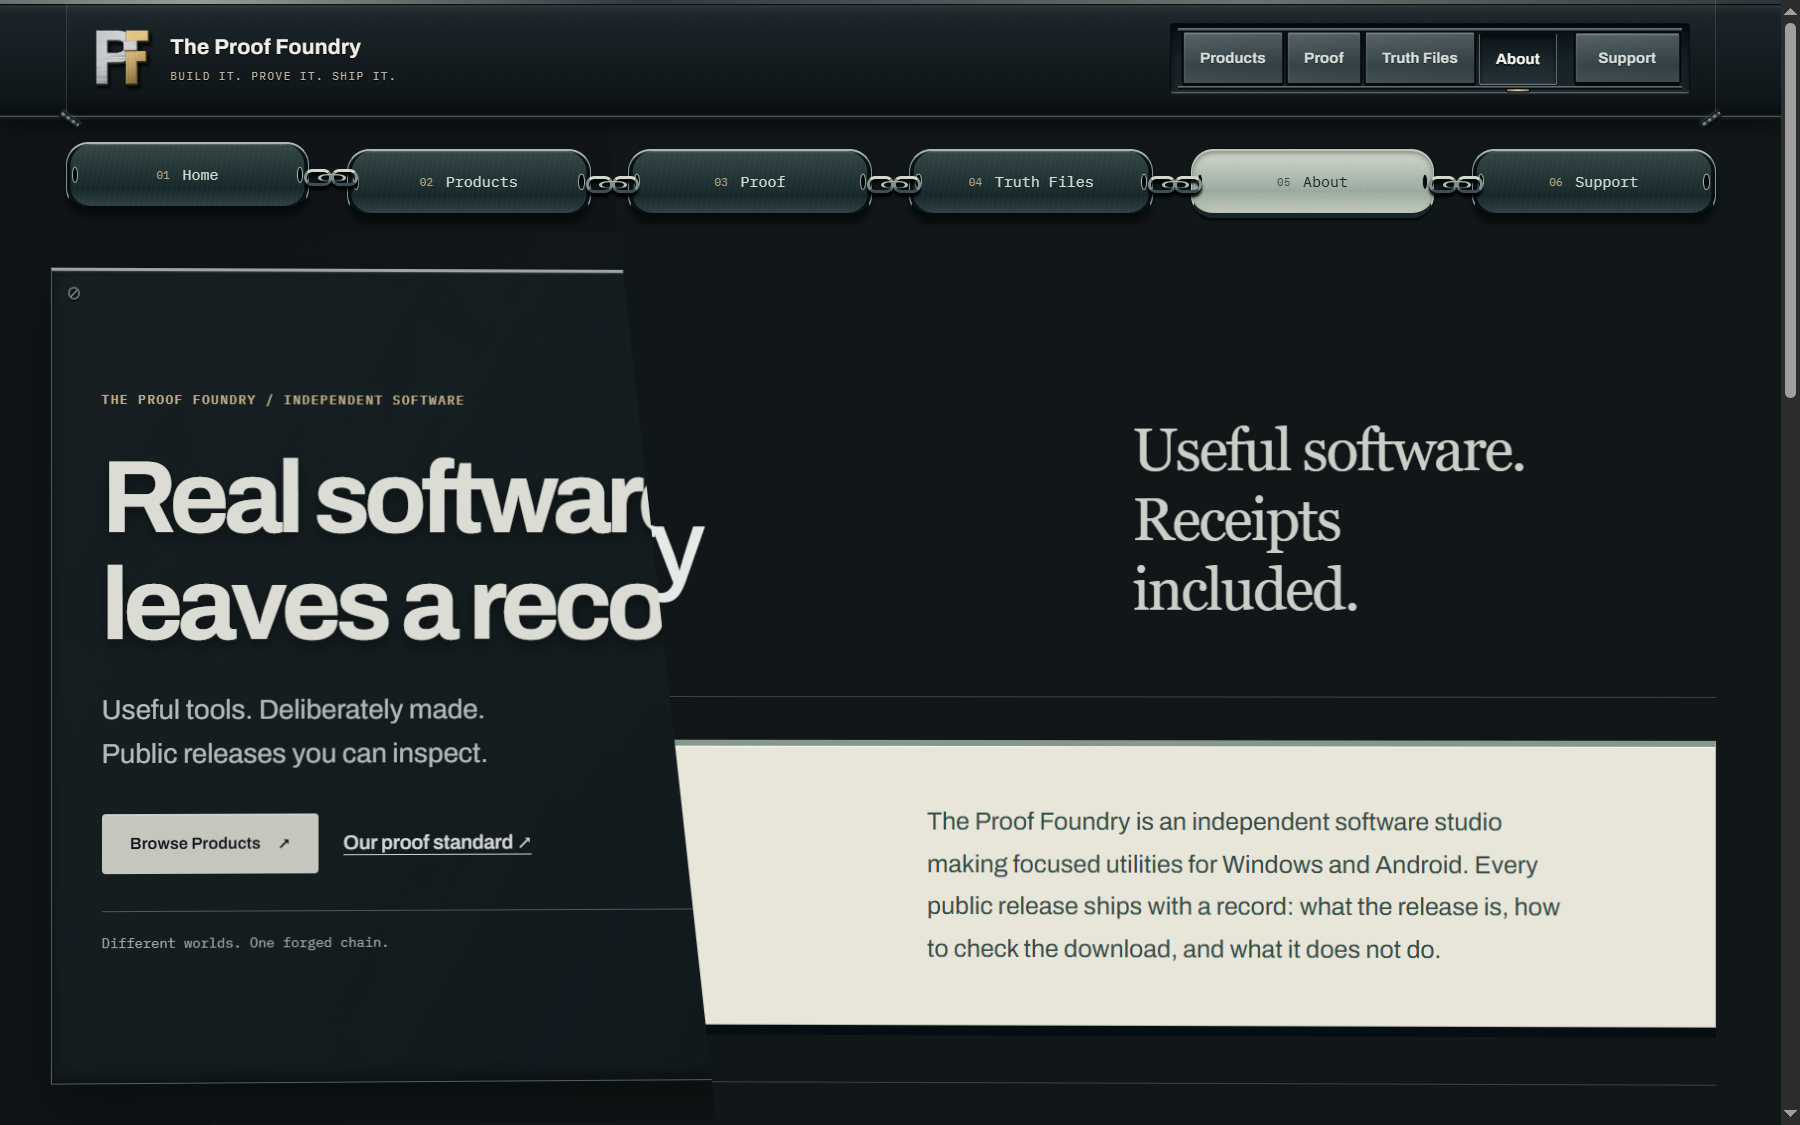 PF
The Proof Foundry
BUILD IT. PROVE IT. SHIP IT.
Products
Proof
Truth Files
About
Support
01 Home
02 Products
03 Proof
04 Truth Files
05 About
06 Support
THE PROOF FOUNDRY / INDEPENDENT SOFTWARE
Real softwar
leaves a reco
y
Useful tools. Deliberately made.
Public releases you can inspect.
Browse Products ↗
Our proof standard ↗
Different worlds. One forged chain.
Useful software.
Receipts
included.
The Proof Foundry is an independent software studio
making focused utilities for Windows and Android. Every
public release ships with a record: what the release is, how
to check the download, and what it does not do.